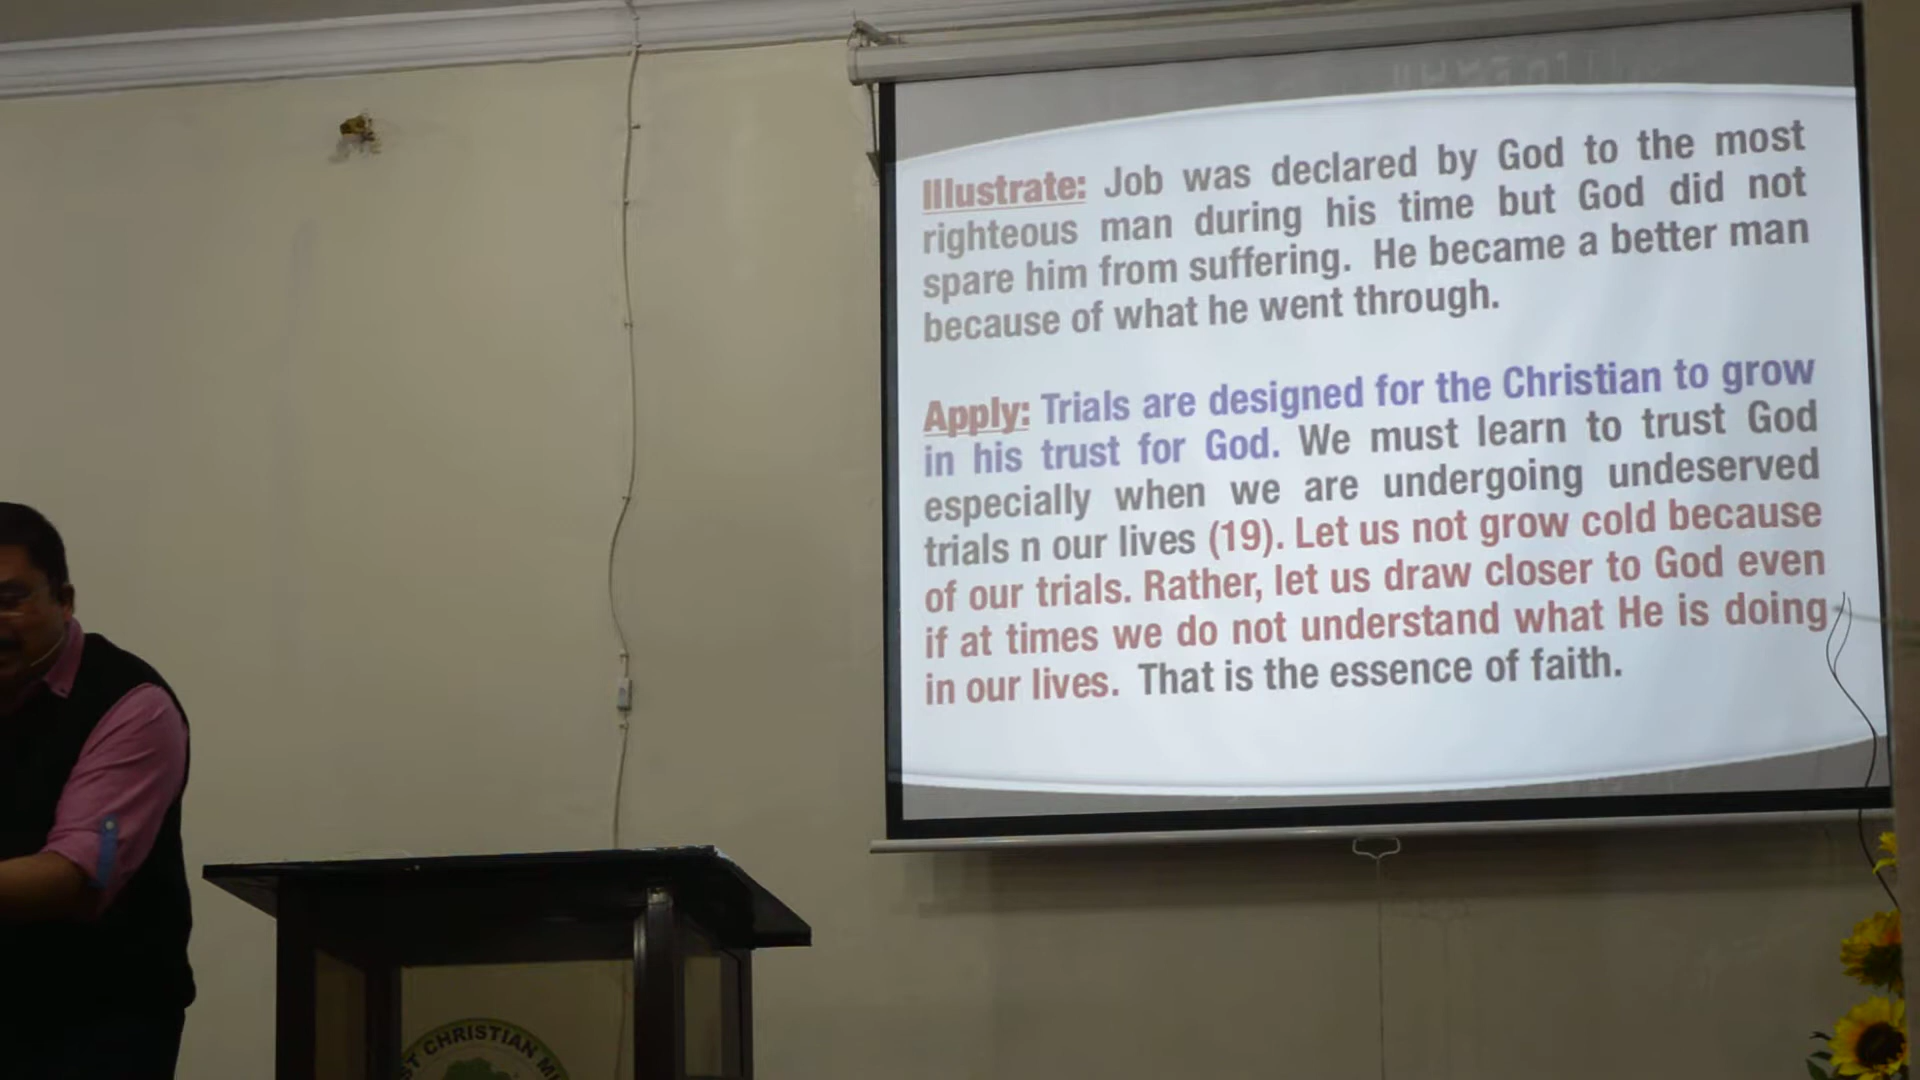 Illustrate: Job was declared by God to the most
righteous man during his time but God did not
spare him from suffering. He became a better man
because of what he went through.
Apply: Trials are designed for the Christian to grow
in his trust for God. We must learn to trust God
especially when we are undergoing undeserved
trials n our lives (19). Let us not grow cold because
of our trials. Rather, let us draw closer to God even
if at times we do not understand what He is doing
in our lives. That is the essence of faith.
CHRISTIAN